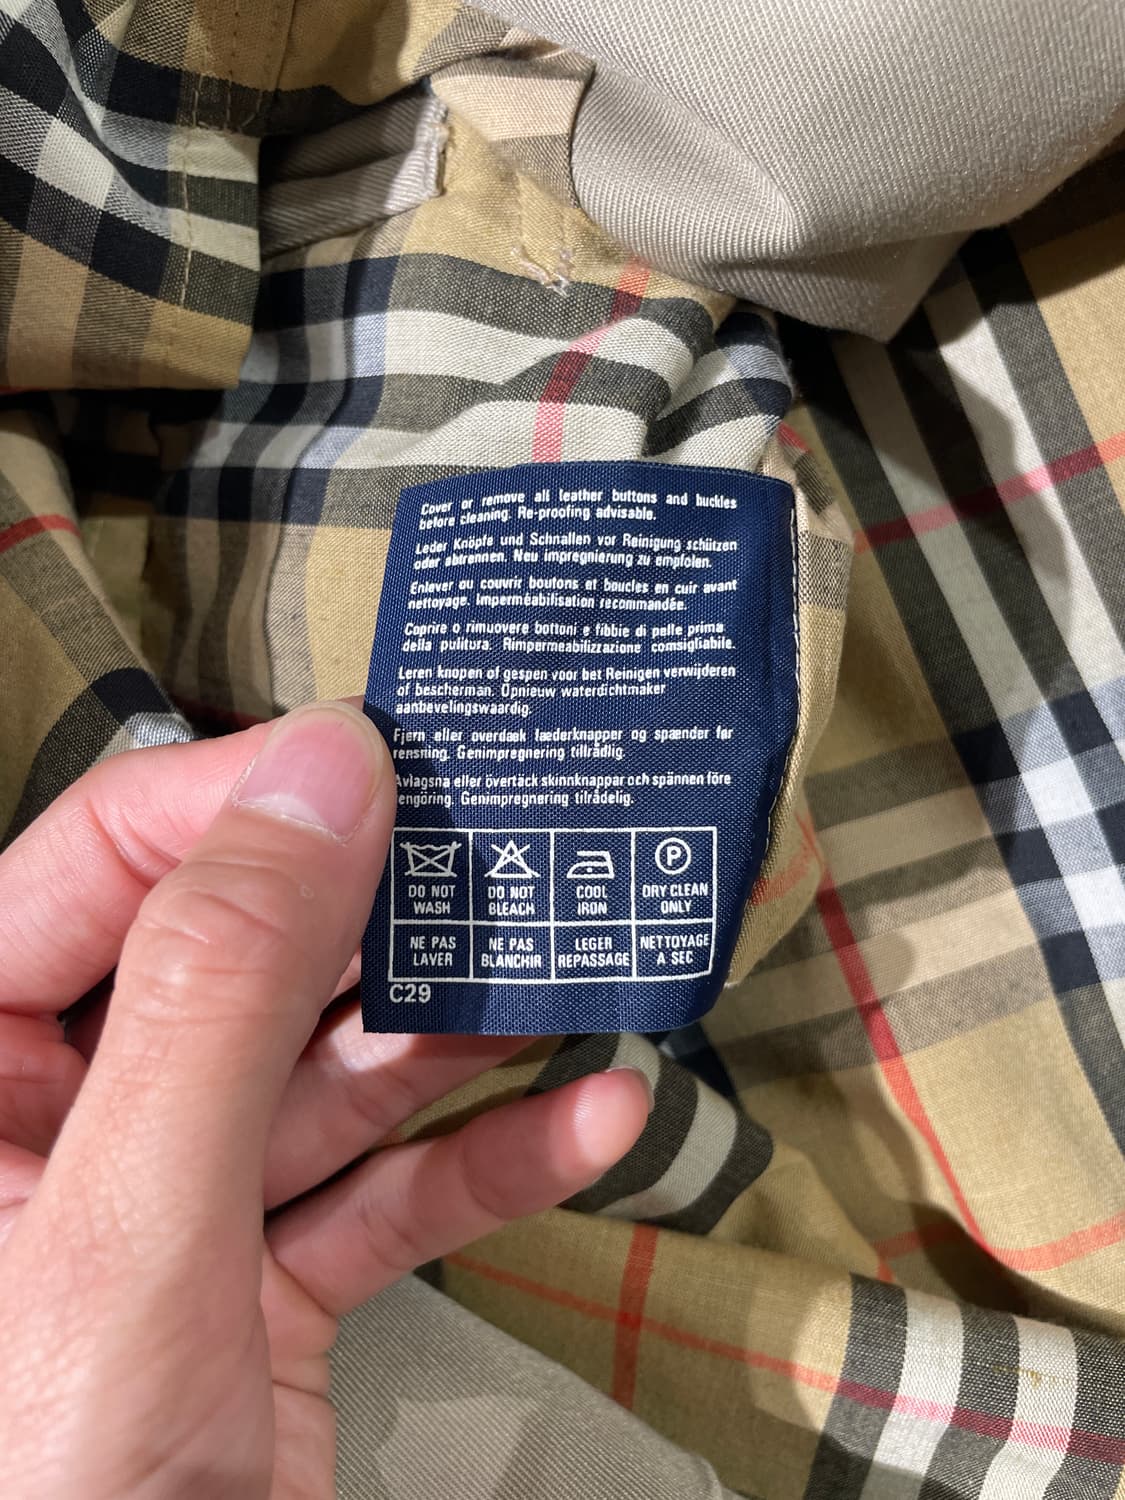 Cover or remove all leather buttons and buckles
before cleaning. Re-proofing advisable.
Leder Knöpfe und Schnallen vor Reinigung schützen
oder abtrennen. Neu impregnierung zu empfolen.
Enlever ou couvrir boutons et boucles en cuir avant
nettoyage. Imperméabilisation recommandée.
Coprire o rimuovere bottoni e fibbie di pelle prima
della pulitura. Rimpermeabilizzazione consigliabile.
Leren knopen of gespen voor het Reinigen verwijderen
of bescherman. Opnieuw waterdichtmaker
aanbevelingswaardig.
Fjern eller overdæk læderknapper og spænder før
rensning. Genimpregnering tillrådlig.
Avlagsna eller övertäck skinnknappar och spännen före
engöring. Genimpregnering tilrådelig.
P
DO NOT WASH
DO NOT BLEACH
COOL IRON
DRY CLEAN ONLY
NE PAS LAVER
NE PAS BLANCHIR
LEGER REPASSAGE
NETTOYAGE A SEC
C29